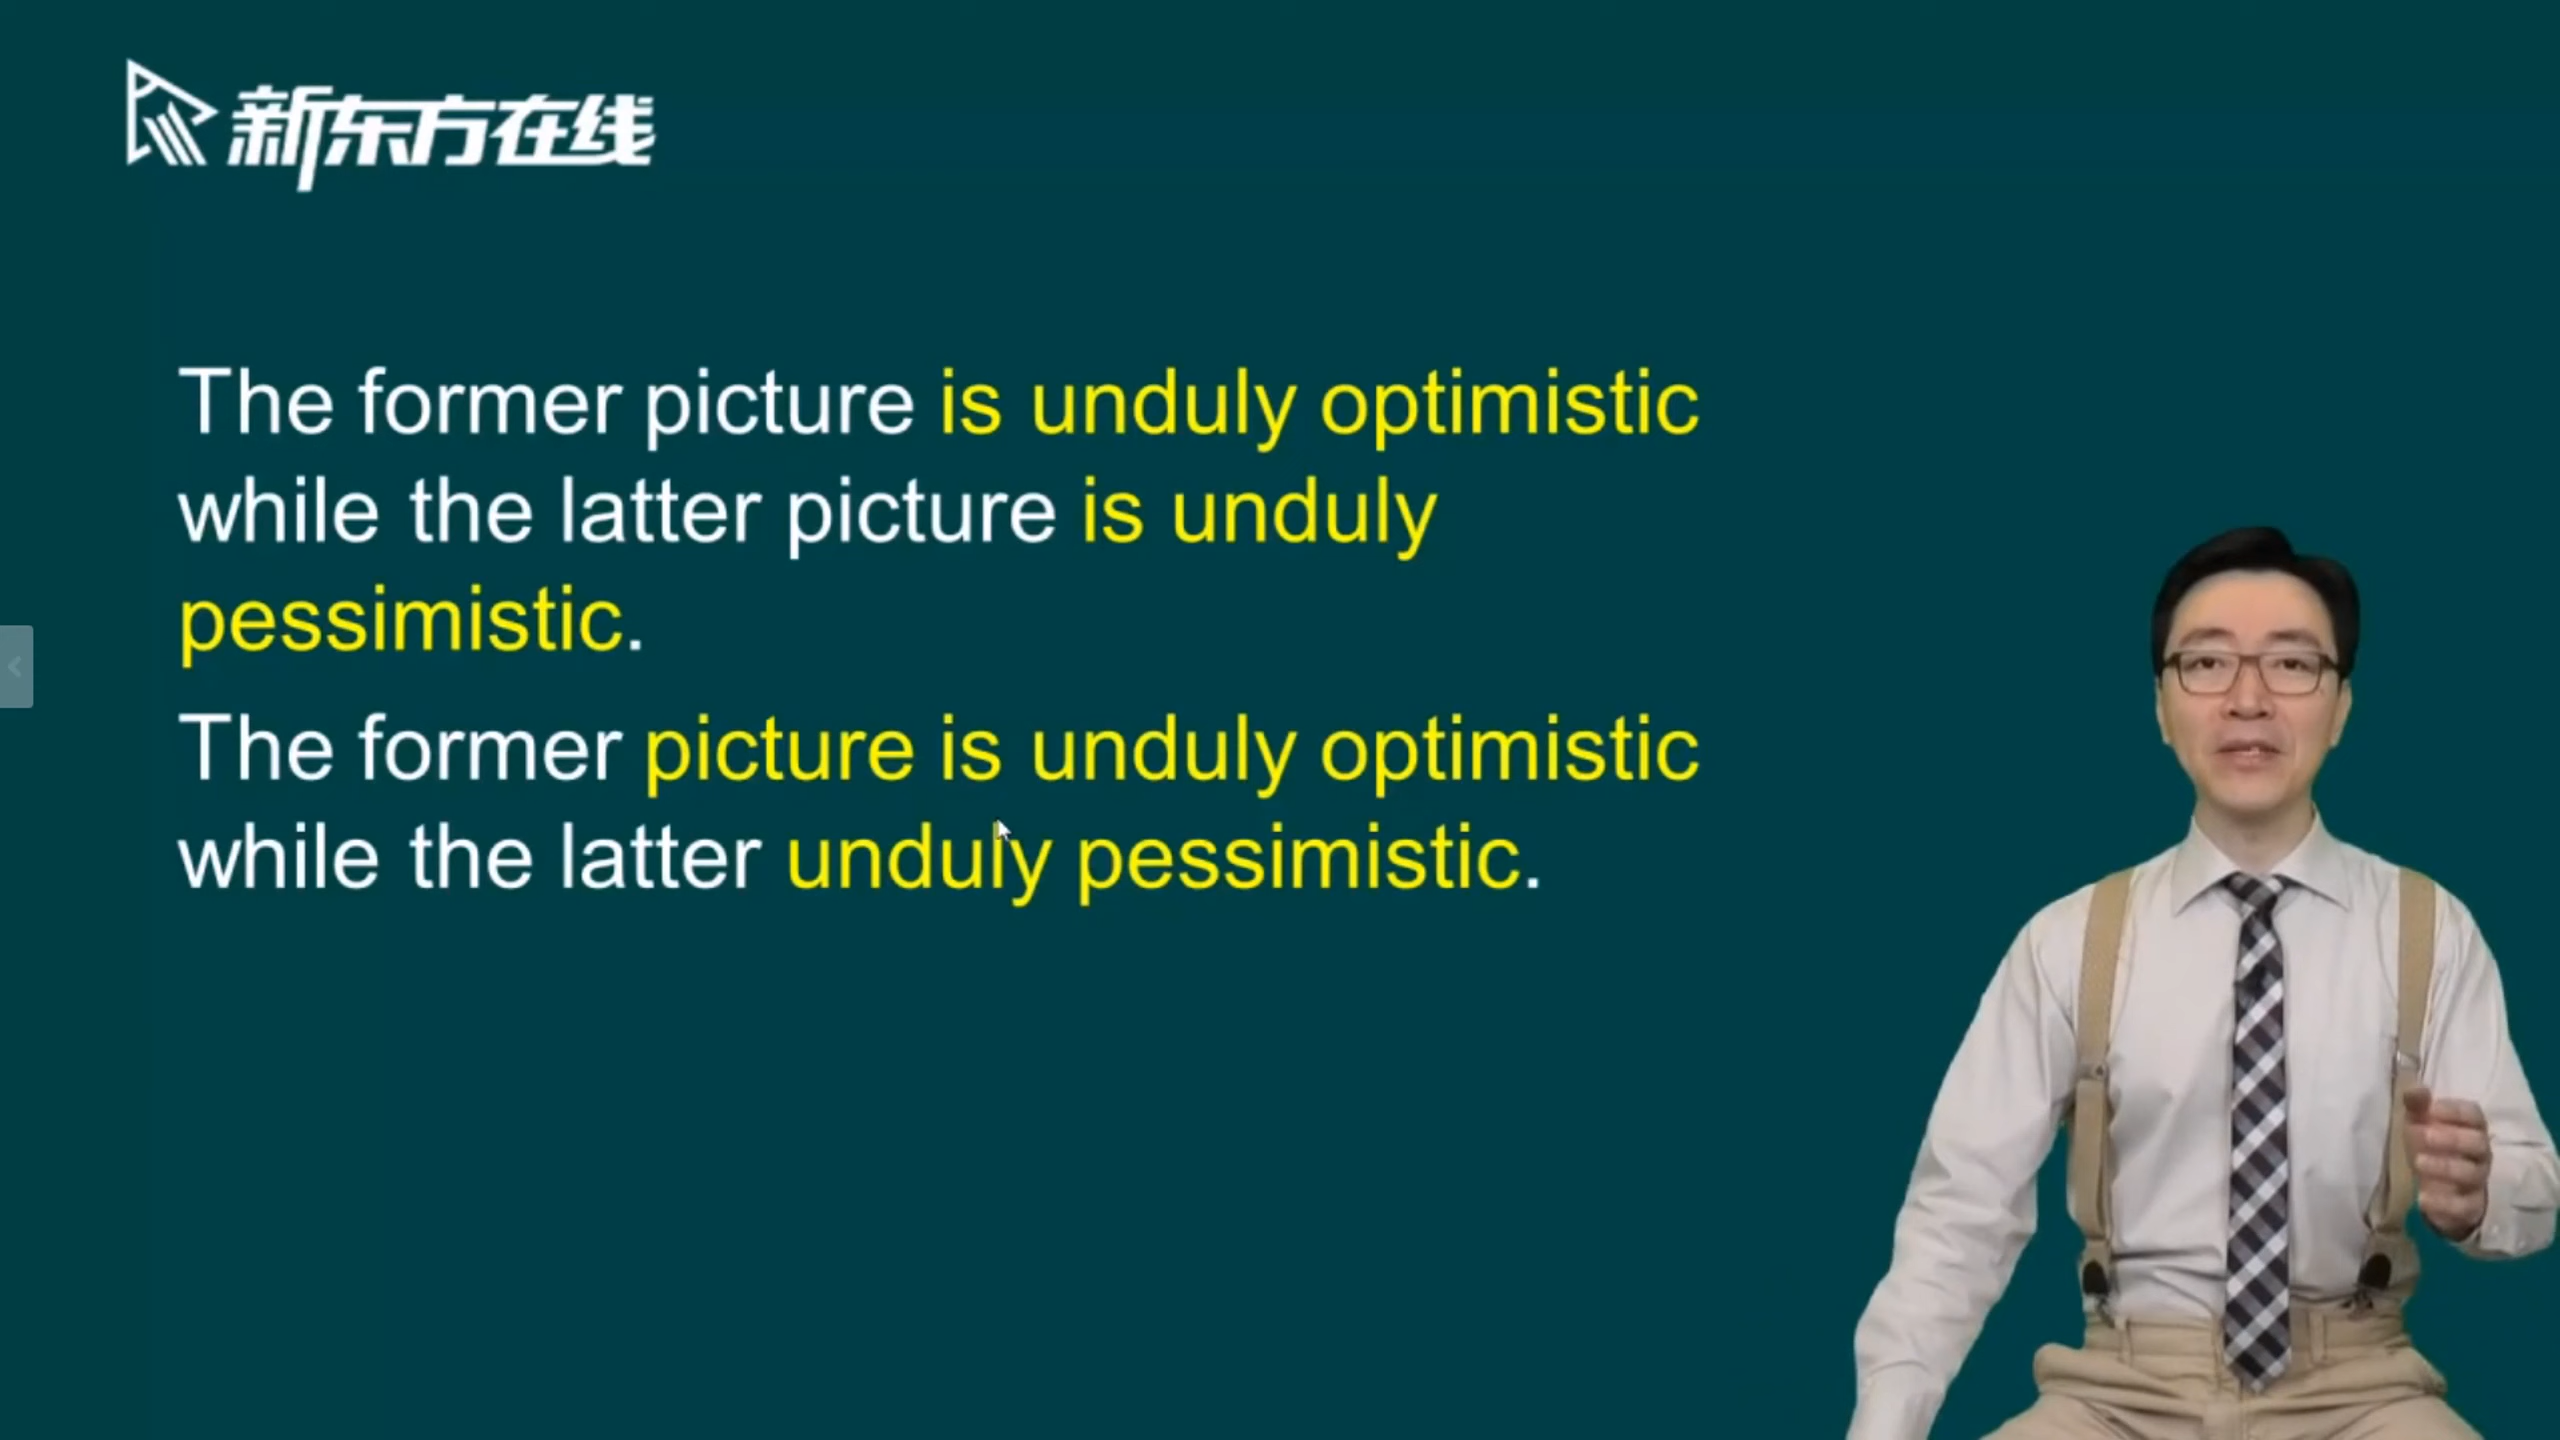 新东方在线
The former picture is unduly optimistic
while the latter picture is unduly
pessimistic.
The former picture is unduly optimistic
while the latter unduly pessimistic.